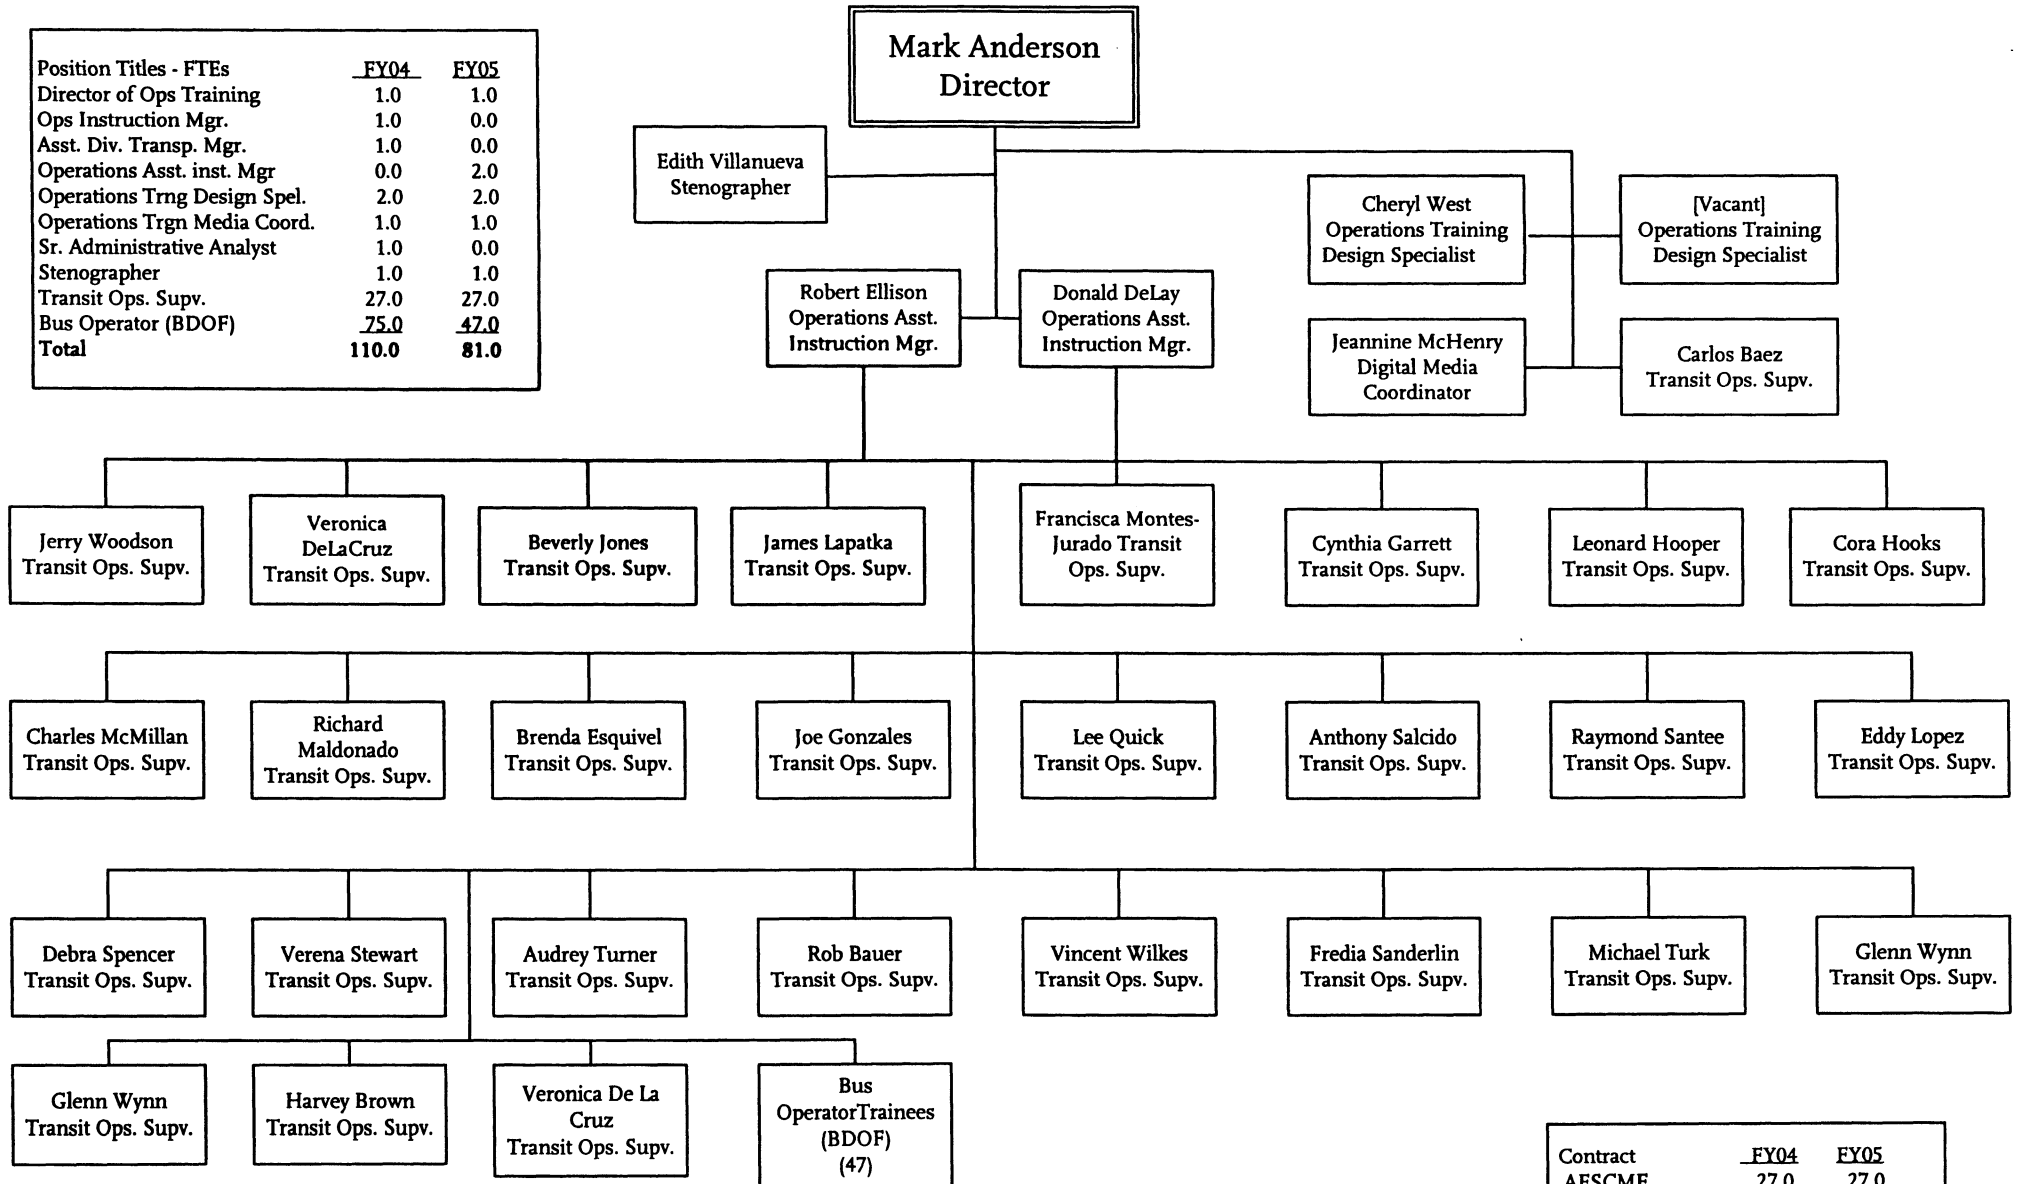 Mark Anderson
Director
Position Titles - FTEs FY04 FY05
Director of Ops Training 1.0 1.0
Ops Instruction Mgr. 1.0 0.0
Asst. Div. Transp. Mgr. 1.0 0.0
Operations Asst. inst. Mgr 0.0 2.0
Operations Trng Design Spel. 2.0 2.0
Operations Trgn Media Coord. 1.0 1.0
Sr. Administrative Analyst 1.0 0.0
Stenographer 1.0 1.0
Transit Ops. Supv. 27.0 27.0
Bus Operator (BDOF) 75.0 47.0
Total 110.0 81.0
Edith Villanueva
Stenographer
Cheryl West
Operations Training
Design Specialist
[Vacant]
Operations Training
Design Specialist
Robert Ellison
Operations Asst.
Instruction Mgr.
Donald DeLay
Operations Asst.
Instruction Mgr.
Jeannine McHenry
Digital Media
Coordinator
Carlos Baez
Transit Ops. Supv.
Jerry Woodson
Transit Ops. Supv.
Veronica
DeLaCruz
Transit Ops. Supv.
Beverly Jones
Transit Ops. Supv.
James Lapatka
Transit Ops. Supv.
Francisca Montes-
Jurado Transit
Ops. Supv.
Cynthia Garrett
Transit Ops. Supv.
Leonard Hooper
Transit Ops. Supv.
Cora Hooks
Transit Ops. Supv.
Charles McMillan
Transit Ops. Supv.
Richard
Maldonado
Transit Ops. Supv.
Brenda Esquivel
Transit Ops. Supv.
Joe Gonzales
Transit Ops. Supv.
Lee Quick
Transit Ops. Supv.
Anthony Salcido
Transit Ops. Supv.
Raymond Santee
Transit Ops. Supv.
Eddy Lopez
Transit Ops. Supv.
Debra Spencer
Transit Ops. Supv.
Verena Stewart
Transit Ops. Supv.
Audrey Turner
Transit Ops. Supv.
Rob Bauer
Transit Ops. Supv.
Vincent Wilkes
Transit Ops. Supv.
Fredia Sanderlin
Transit Ops. Supv.
Michael Turk
Transit Ops. Supv.
Glenn Wynn
Transit Ops. Supv.
Glenn Wynn
Transit Ops. Supv.
Harvey Brown
Transit Ops. Supv.
Veronica De La
Cruz
Transit Ops. Supv.
Bus
OperatorTrainees
(BDOF)
(47)
Contract FY04 FY05
AFSCME 27.0 27.0